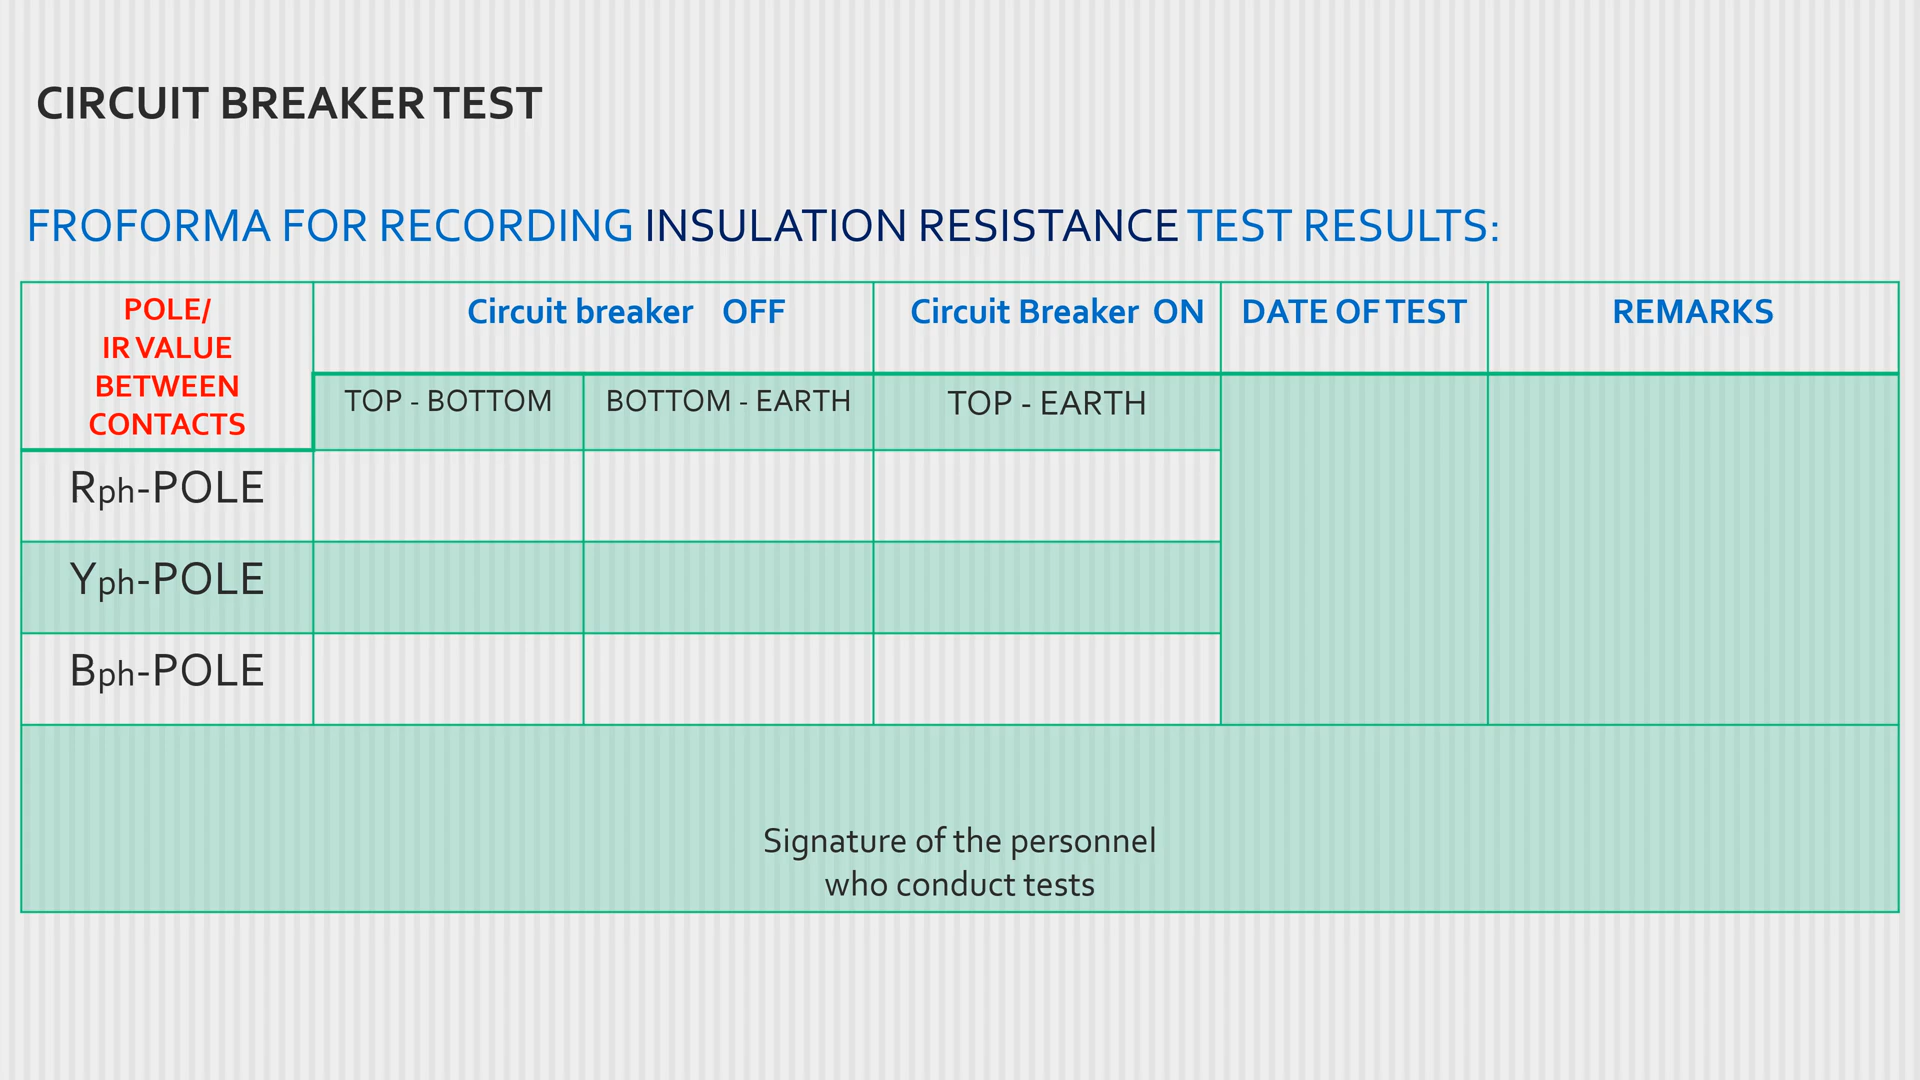 CIRCUIT BREAKER TEST
FROFORMA FOR RECORDING INSULATION RESISTANCE TEST RESULTS:
POLE/
IR VALUE
BETWEEN
CONTACTS
Circuit breaker OFF
Circuit Breaker ON
DATE OF TEST
REMARKS
TOP - BOTTOM
BOTTOM - EARTH
TOP - EARTH
Rph-POLE
Yph-POLE
Bph-POLE
Signature of the personnel
who conduct tests